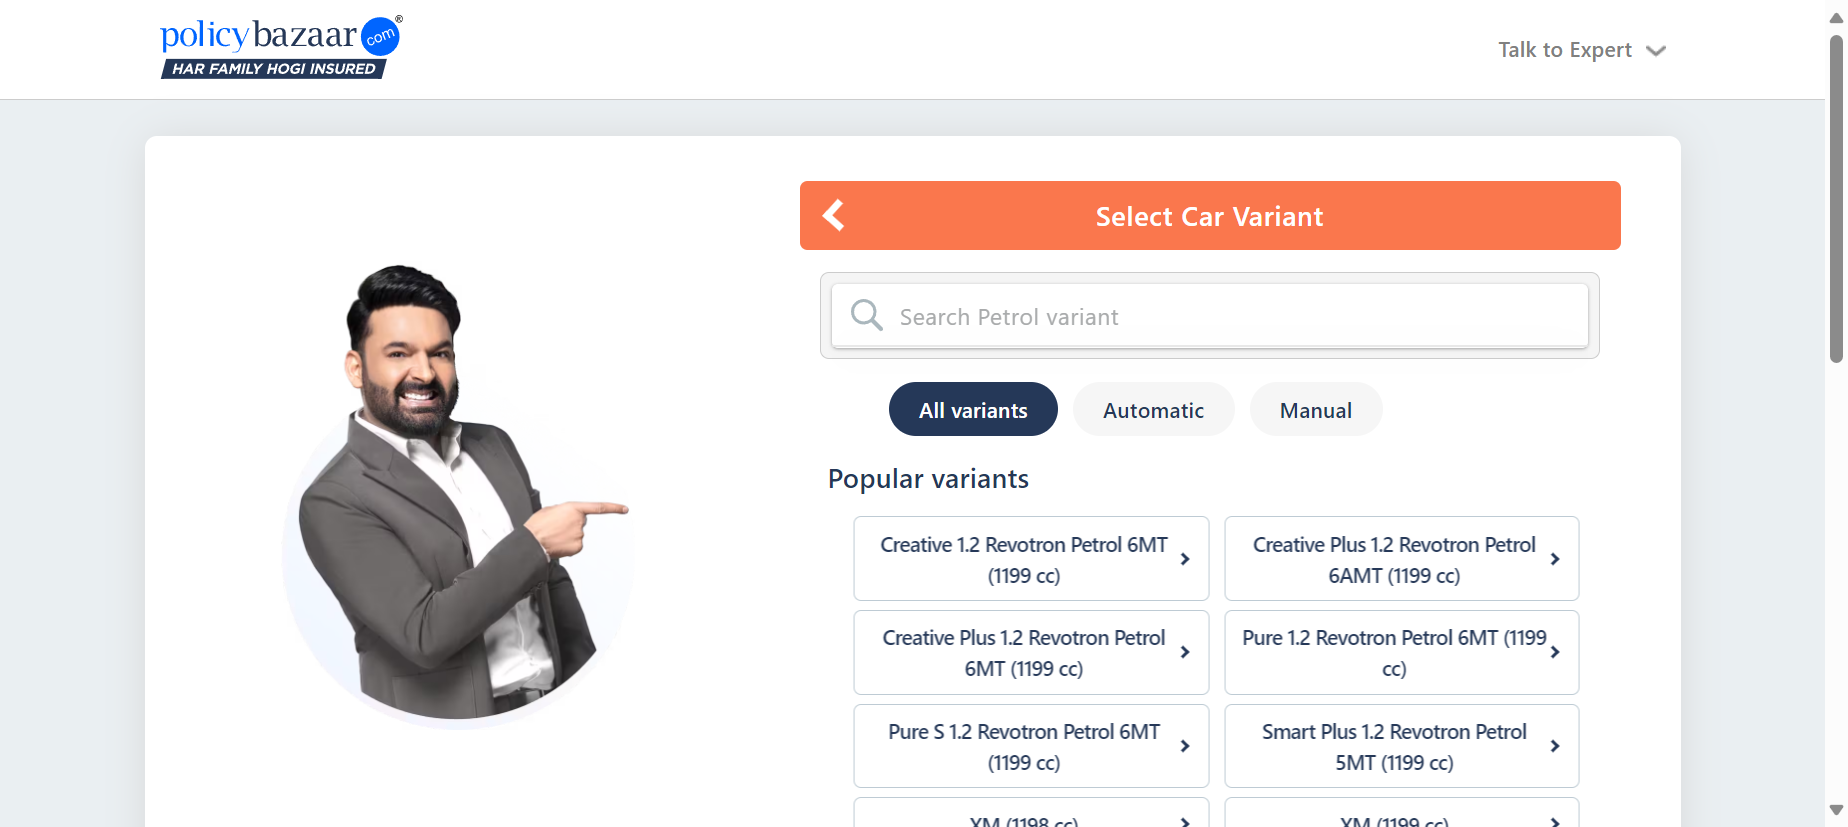 policybazaar com ®
HAR FAMILY HOGI INSURED
Talk to Expert
Select Car Variant
Search Petrol variant
All variants
Automatic
Manual
Popular variants
Creative 1.2 Revotron Petrol 6MT
(1199 cc)
Creative Plus 1.2 Revotron Petrol
6AMT (1199 cc)
Creative Plus 1.2 Revotron Petrol
6MT (1199 cc)
Pure 1.2 Revotron Petrol 6MT (1199
cc)
Pure S 1.2 Revotron Petrol 6MT
(1199 cc)
Smart Plus 1.2 Revotron Petrol
5MT (1199 cc)
XM (1198 cc)
XM (1199 cc)